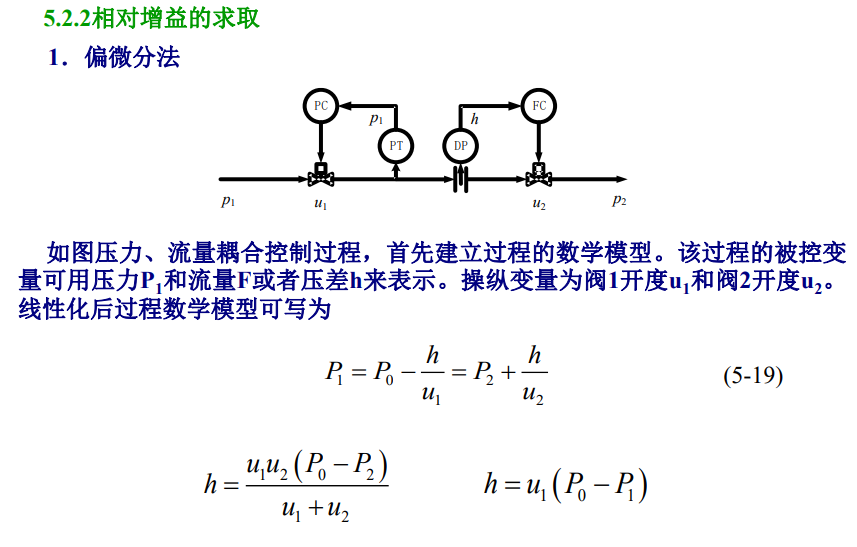 5.2.2相对增益的求取
1．偏微分法
PC
p1
h
FC
PT
DP
p1
u1
u2
p2
如图压力、流量耦合控制过程，首先建立过程的数学模型。该过程的被控变
量可用压力P1和流量F或者压差h来表示。操纵变量为阀1开度u1和阀2开度u2。
线性化后过程数学模型可写为
P1 = P0 − h/u1 = P2 + h/u2 (5-19)
h = u1u2(P0 − P2)/(u1 + u2) h = u1(P0 − P1)